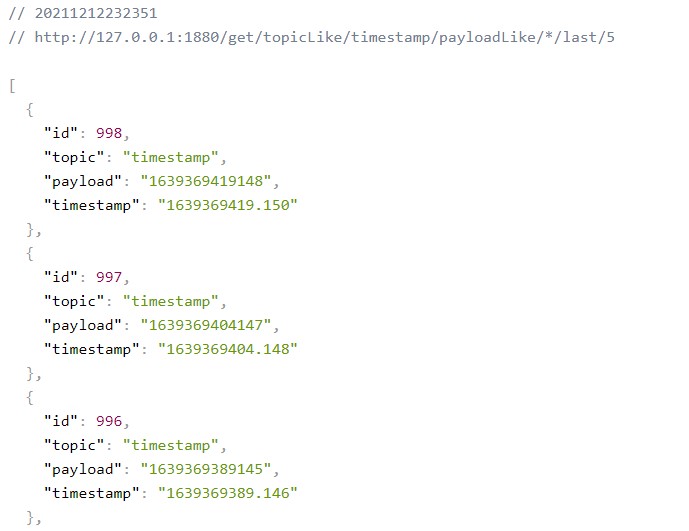 // 20211212232351
// http://127.0.0.1:1880/get/topicLike/timestamp/payloadLike/*/last/5
[
{
"id": 998,
"topic": "timestamp",
"payload": "1639369419148",
"timestamp": "1639369419.150"
},
{
"id": 997,
"topic": "timestamp",
"payload": "1639369404147",
"timestamp": "1639369404.148"
},
{
"id": 996,
"topic": "timestamp",
"payload": "1639369389145",
"timestamp": "1639369389.146"
},